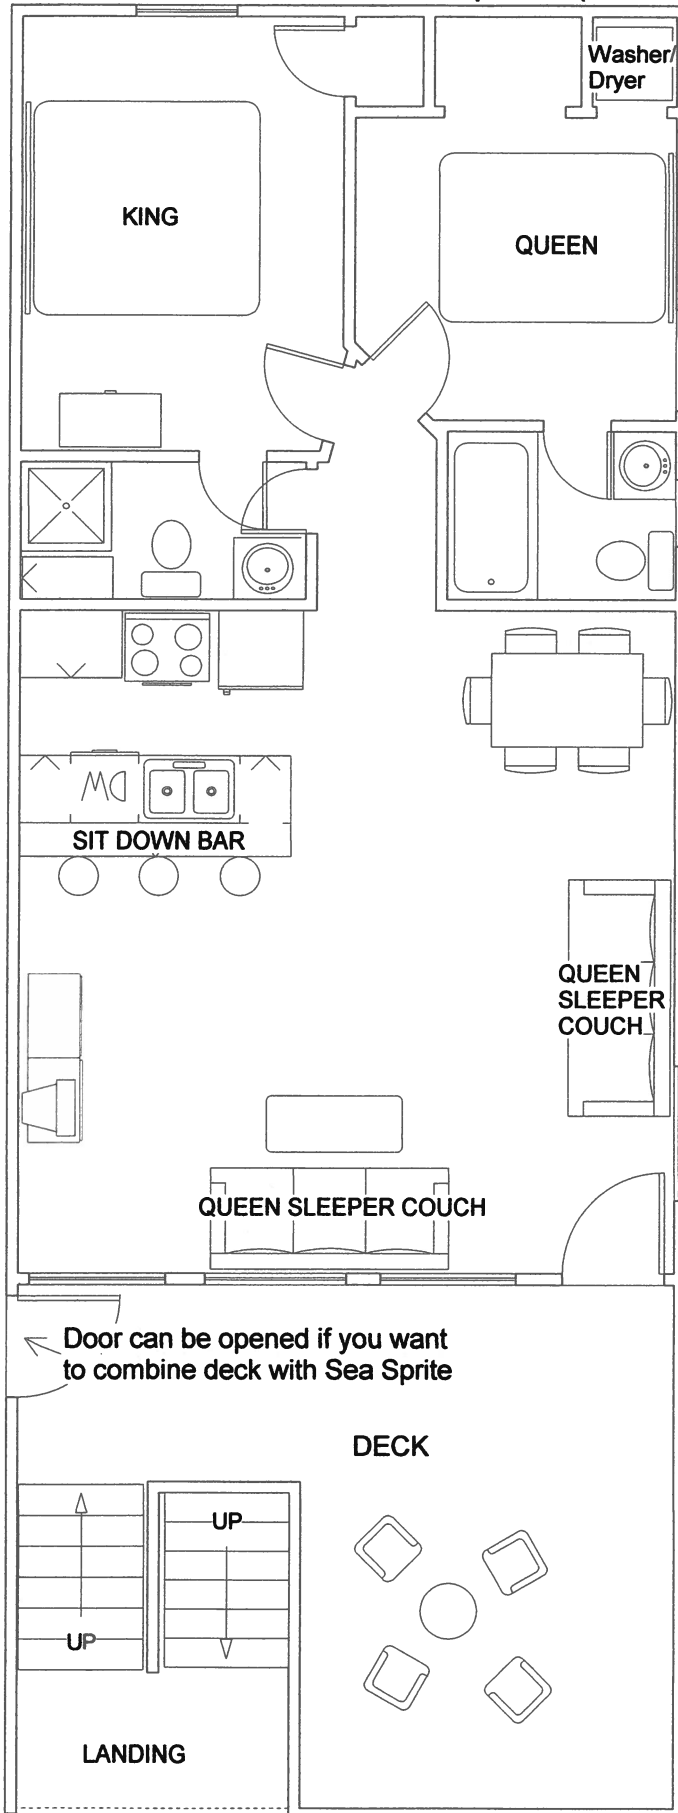 Washer/
Dryer
KING
QUEEN
DW
SIT DOWN BAR
QUEEN
SLEEPER
COUCH
QUEEN SLEEPER COUCH
Door can be opened if you want
to combine deck with Sea Sprite
DECK
UP
UP
LANDING